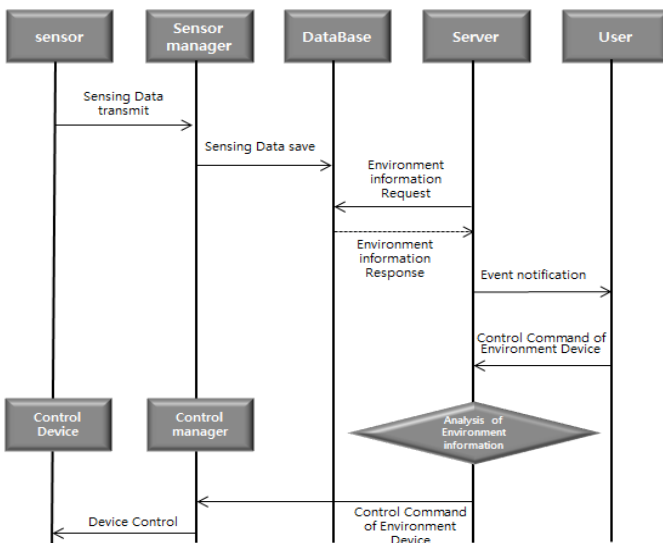 sensor
Sensor
manager
DataBase
Server
User
Sensing Data
transmit
Sensing Data save
Environment
information
Request
Environment
information
Response
Event notification
Control Command of
Environment Device
Control
Device
Control
manager
Analysis of
Environment
information
Device Control
Control Command
of Environment
Device